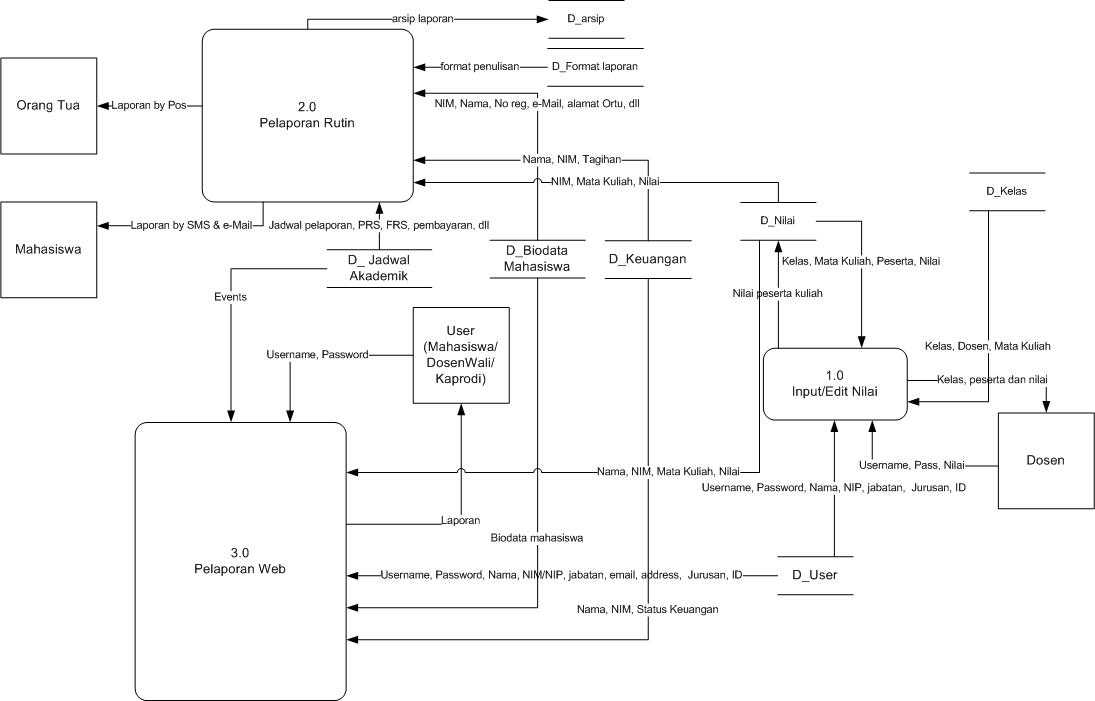 arsip laporan
D_arsip
format penulisan
D_Format laporan
Orang Tua
Laporan by Pos
2.0
Pelaporan Rutin
NIM, Nama, No reg, e-Mail, alamat Ortu, dll
Nama, NIM, Tagihan
NIM, Mata Kuliah, Nilai
D_Kelas
Mahasiswa
Laporan by SMS & e-Mail
Jadwal pelaporan, PRS, FRS, pembayaran, dll
D_Nilai
D_ Jadwal
Akademik
D_Biodata
Mahasiswa
D_Keuangan
Kelas, Mata Kuliah, Peserta, Nilai
Events
Nilai peserta kuliah
User
(Mahasiswa/
DosenWali/
Kaprodi)
Username, Password
Kelas, Dosen, Mata Kuliah
1.0
Input/Edit Nilai
Kelas, peserta dan nilai
Dosen
Username, Pass, Nilai
Nama, NIM, Mata Kuliah, Nilai
Username, Password, Nama, NIP, jabatan,  Jurusan, ID
Laporan
Biodata mahasiswa
3.0
Pelaporan Web
Username, Password, Nama, NIM/NIP, jabatan, email, address,  Jurusan, ID
D_User
Nama, NIM, Status Keuangan